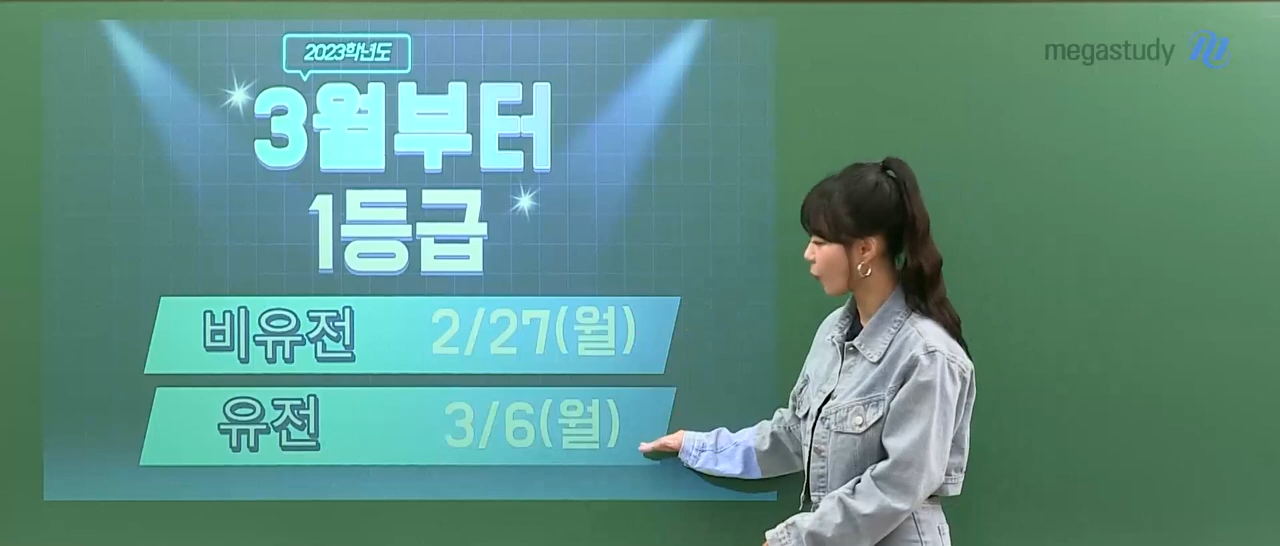 2023학년도
megastudy
3월부터
1등급
비유전 2/27(월)
유전 3/6(월)